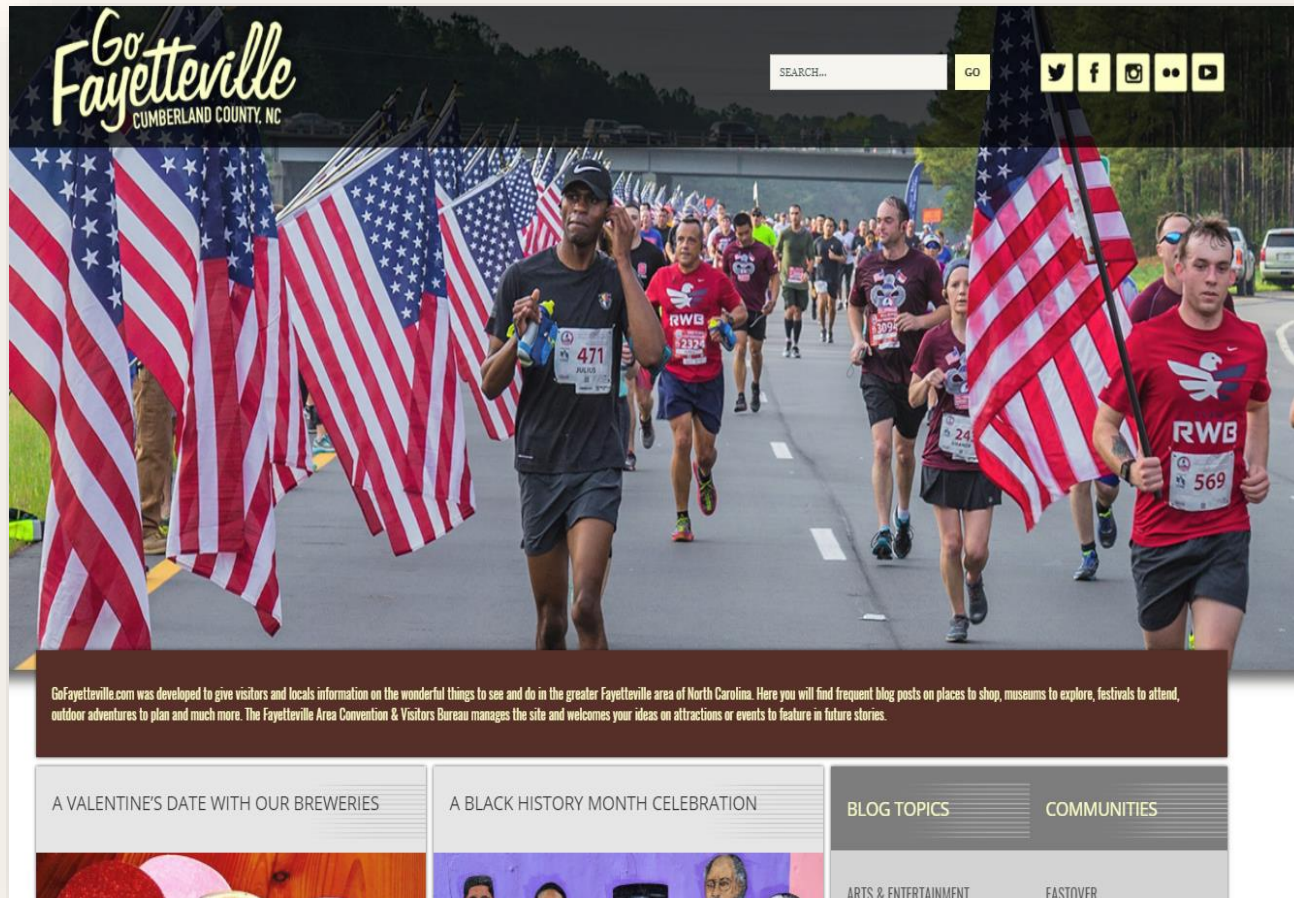 Go
Fayetteville
CUMBERLAND COUNTY, NC
SEARCH...
GO
471
JULIUS
RWB
2324
3094
24
RWB
569
GoFayetteville.com was developed to give visitors and locals information on the wonderful things to see and do in the greater Fayetteville area of North Carolina. Here you will find frequent blog posts on places to shop, museums to explore, festivals to attend,
outdoor adventures to plan and much more. The Fayetteville Area Convention & Visitors Bureau manages the site and welcomes your ideas on attractions or events to feature in future stories.
A VALENTINE'S DATE WITH OUR BREWERIES
A BLACK HISTORY MONTH CELEBRATION
BLOG TOPICS
COMMUNITIES
ARTS & ENTERTAINMENT
EASTOVER